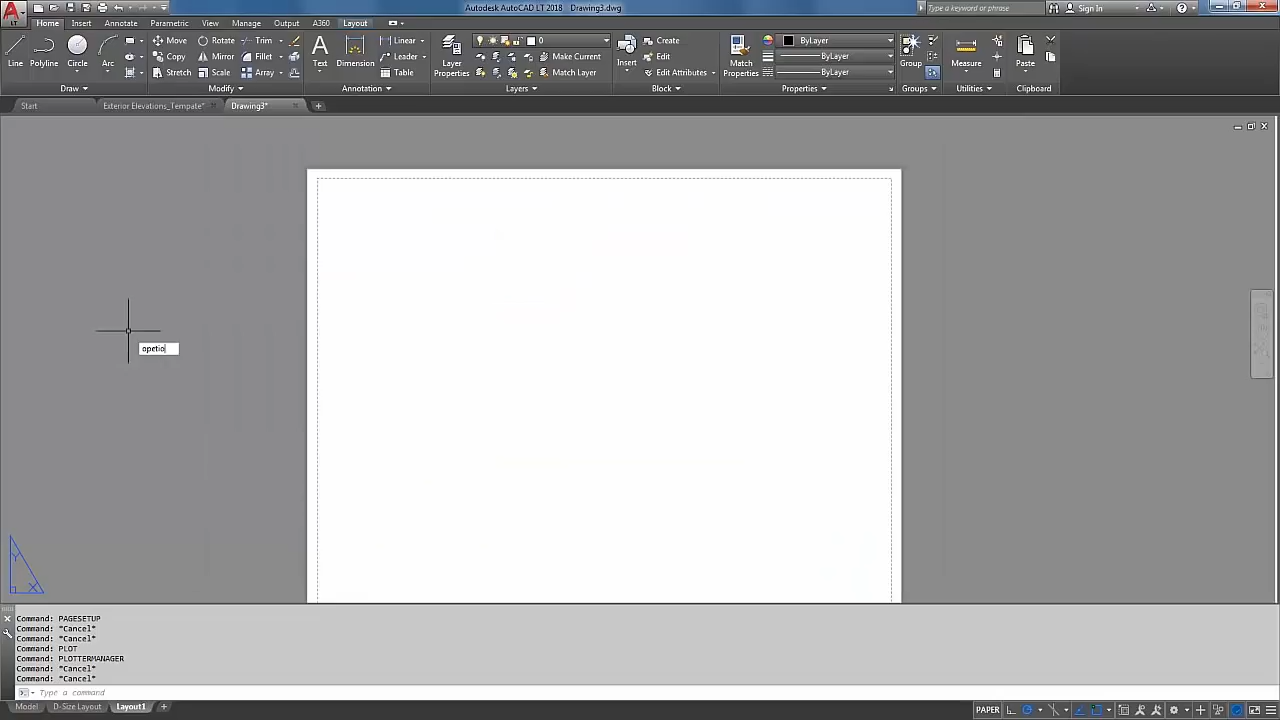 Autodesk AutoCAD LT 2018 Drawing3.dwg
Type a keyword or phrase
Sign In
LT
Home Insert Annotate Parametric View Manage Output A360 Layout
Line Polyline Circle Arc
Move Rotate Trim
Copy Mirror Fillet
Stretch Scale Array
Text Dimension
Linear
Leader
Table
Layer Properties
0
Make Current
Match Layer
Insert
Create
Edit
Edit Attributes
Match Properties
ByLayer
ByLayer
ByLayer
Group
Measure
Paste
Draw Modify Annotation Layers Block Properties Groups Utilities Clipboard
Start Exterior Elevations_Tempate* Drawing3*
opetio
Y
X
Command: PAGESETUP
Command: *Cancel*
Command: *Cancel*
Command: PLOT
Command: PLOTTERMANAGER
Command: *Cancel*
Command: *Cancel*
Type a command
Model D-Size Layout Layout1
PAPER